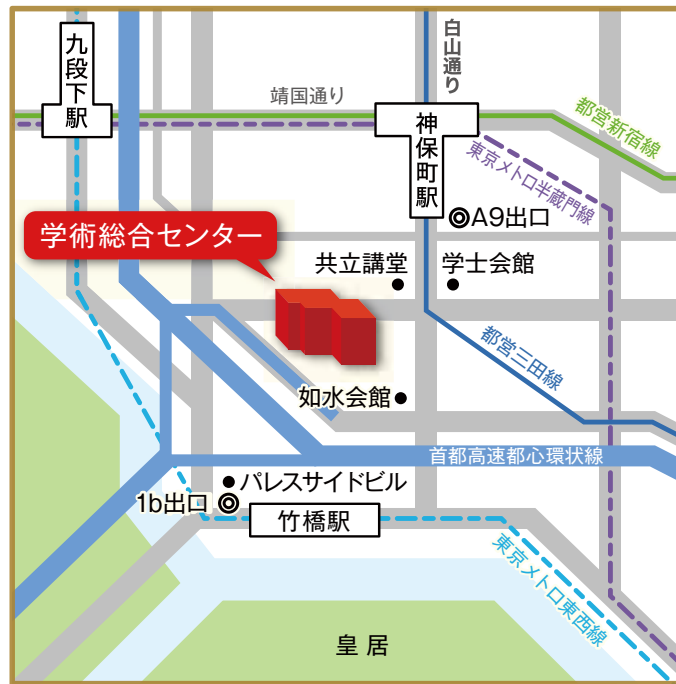 九段下駅
白山通り
靖国通り
神保町駅
都営新宿線
東京メトロ半蔵門線
A9出口
学術総合センター
共立講堂
学士会館
都営三田線
如水会館
首都高速都心環状線
パレスサイドビル
1b出口
竹橋駅
東京メトロ東西線
皇居